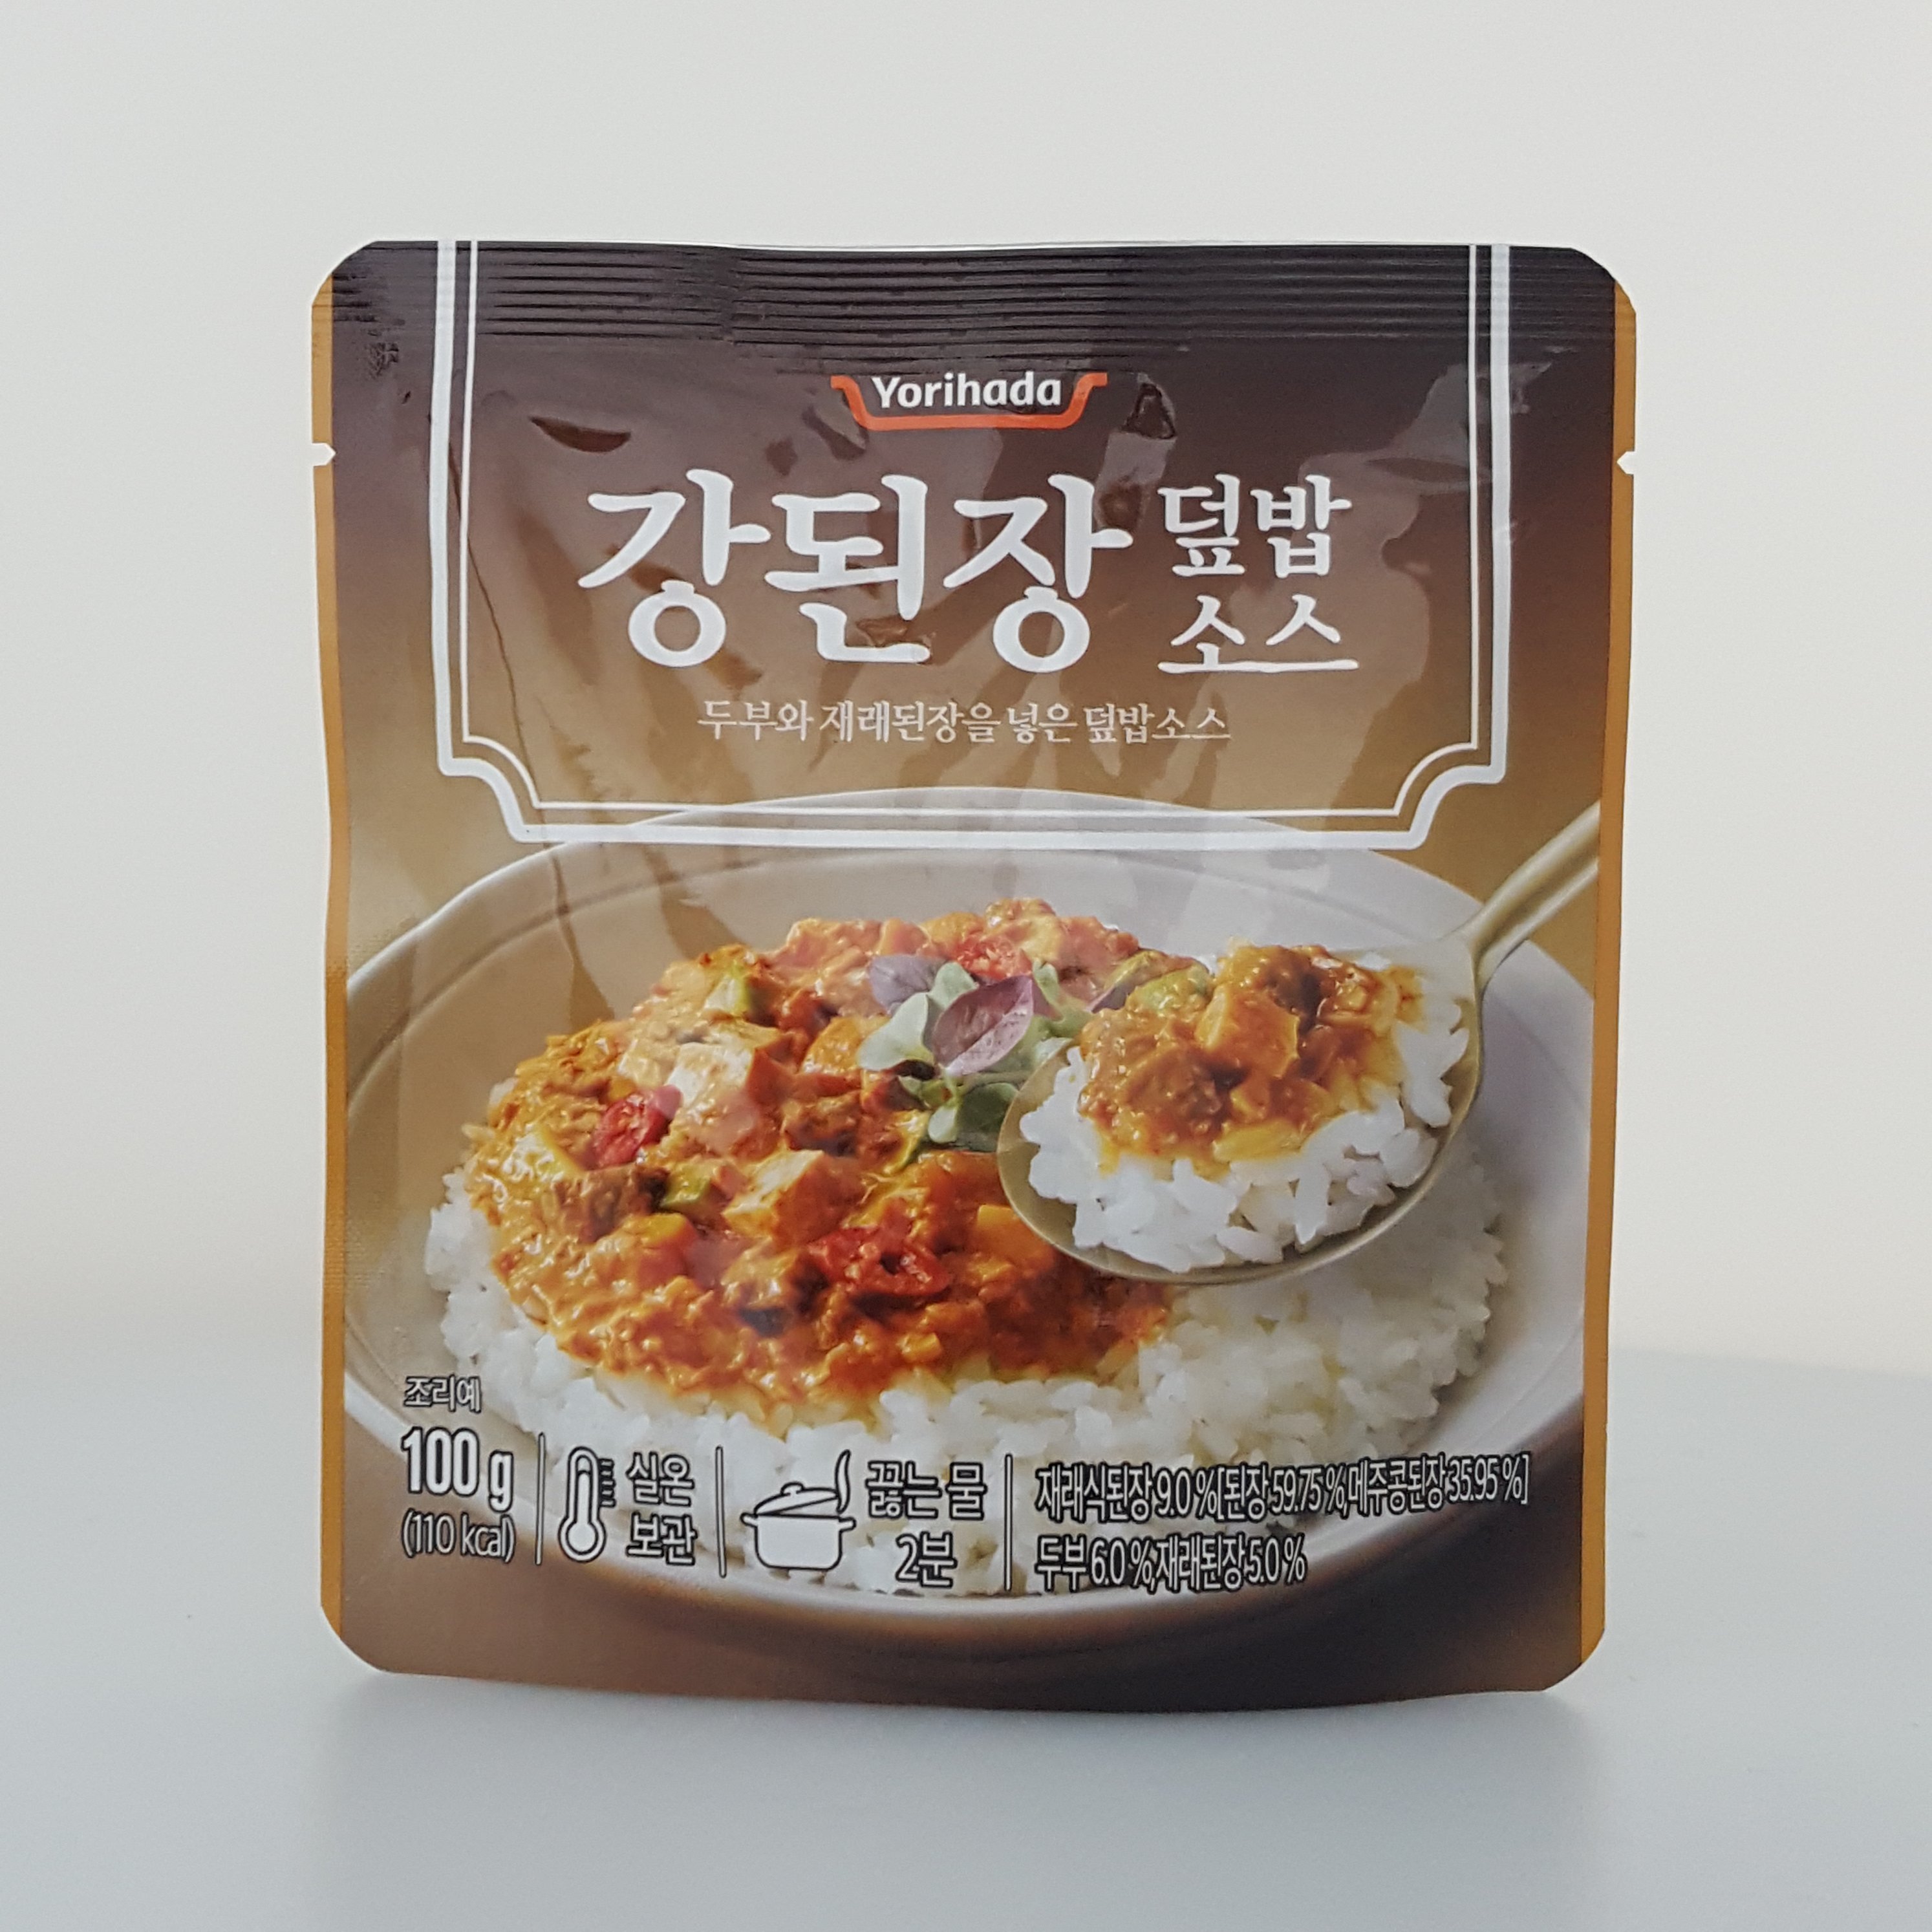 Yorihada
강된장 덮밥 소스
두부와 재래된장을 넣은 덮밥소스
조리예
100 g
(110 kcal)
실온
보관
끓는 물
2분
재래식된장 9.0 %[된장 59.75 %,메주콩된장 35.95 %]
두부 6.0 %,재래된장 5.0 %